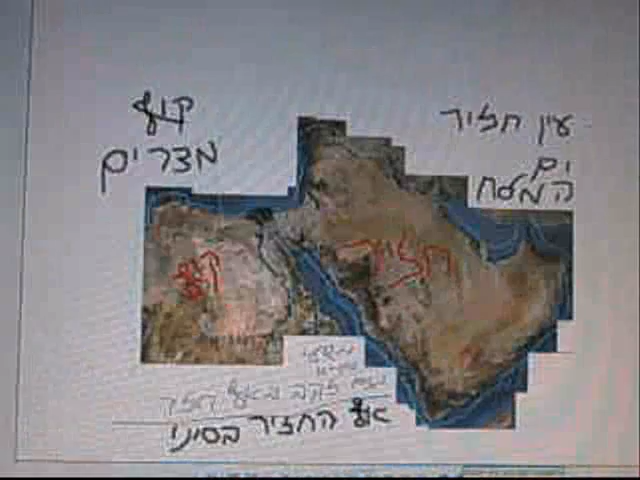 קוף
מצרים
עין חזיר
ים
המלח
קוף
חזיר
אף החזיר בסיני